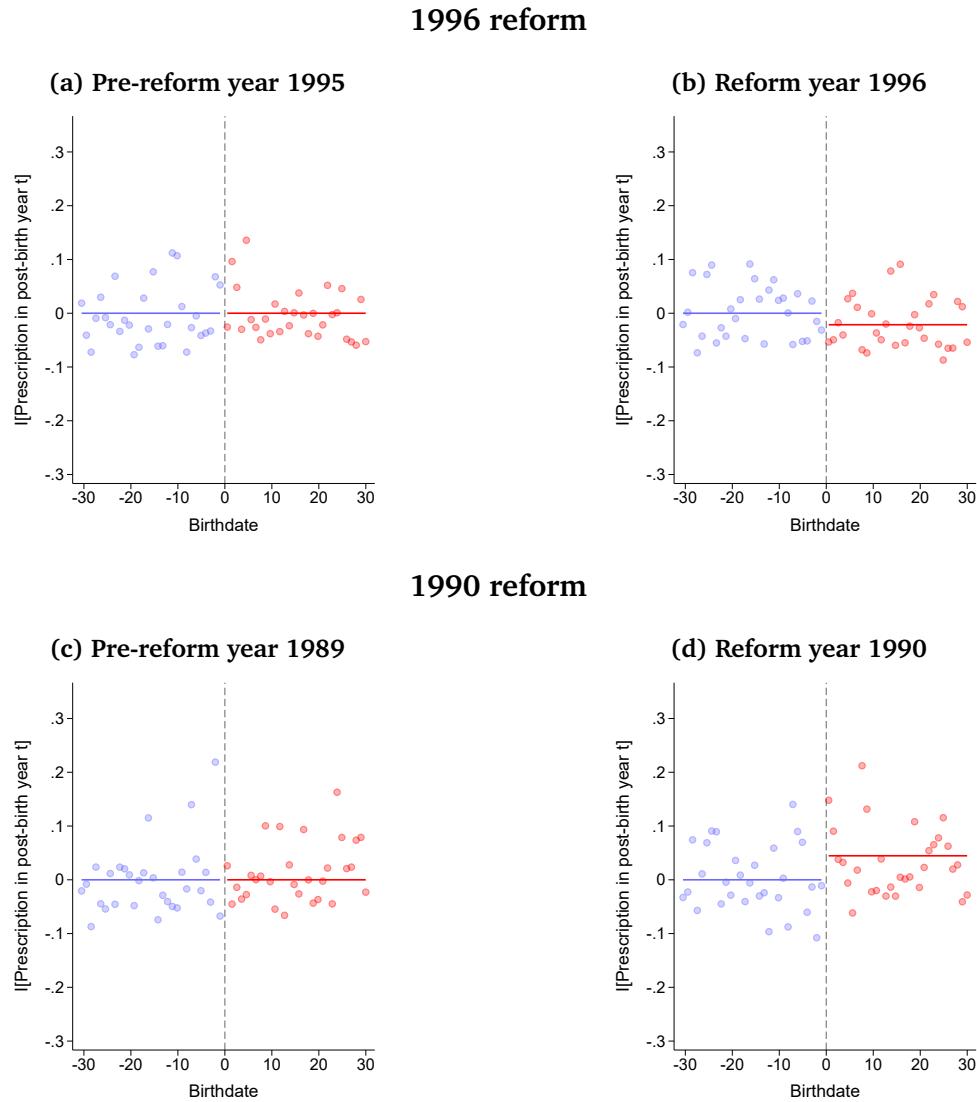 1996 reform
(a) Pre-reform year 1995
(b) Reform year 1996
I[Prescription in post-birth year t]
.3
.2
.1
0
-.1
-.2
-.3
-30 -20 -10 0 10 20 30
Birthdate
I[Prescription in post-birth year t]
.3
.2
.1
0
-.1
-.2
-.3
-30 -20 -10 0 10 20 30
Birthdate
1990 reform
(c) Pre-reform year 1989
(d) Reform year 1990
I[Prescription in post-birth year t]
.3
.2
.1
0
-.1
-.2
-.3
-30 -20 -10 0 10 20 30
Birthdate
I[Prescription in post-birth year t]
.3
.2
.1
0
-.1
-.2
-.3
-30 -20 -10 0 10 20 30
Birthdate